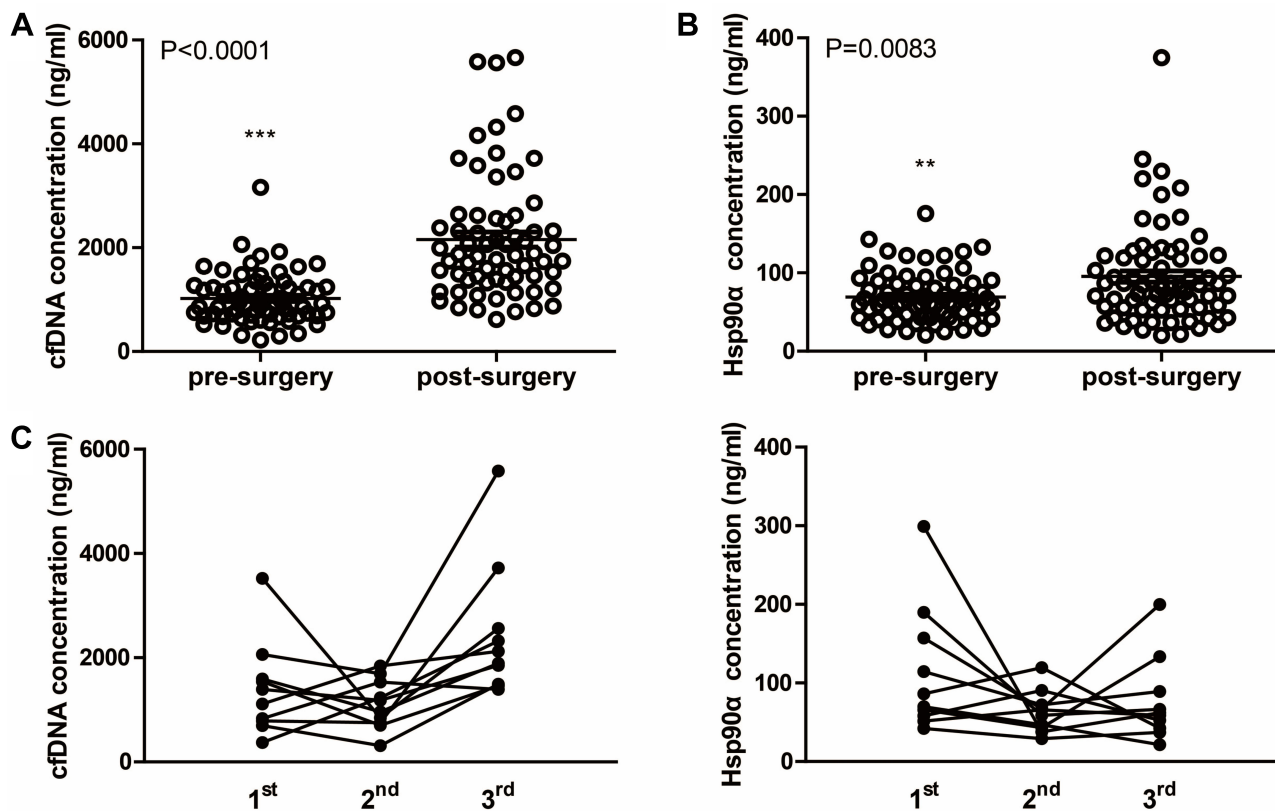 A
cfDNA concentration (ng/ml)
6000
4000
2000
0
P<0.0001
***
pre-surgery
post-surgery
B
Hsp90α concentration (ng/ml)
400
300
200
100
0
P=0.0083
**
pre-surgery
post-surgery
C
cfDNA concentration (ng/ml)
6000
4000
2000
0
1st
2nd
3rd
Hsp90α concentration (ng/ml)
400
300
200
100
0
1st
2nd
3rd